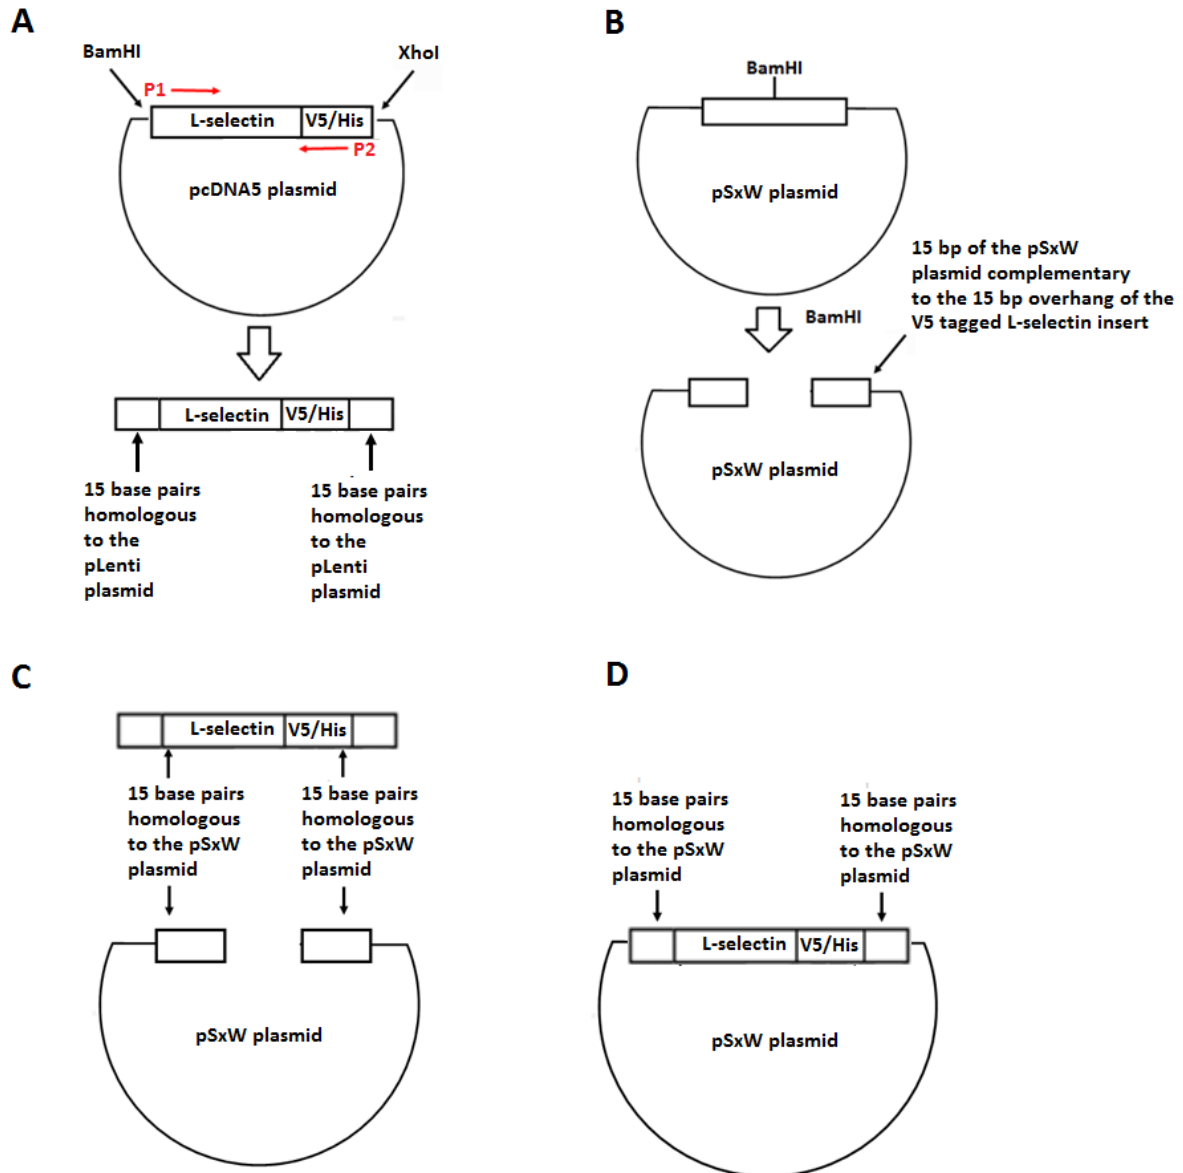 A
BamHI
XhoI
P1
L-selectin
V5/His
P2
pcDNA5 plasmid
L-selectin
V5/His
15 base pairs
homologous
to the
pLenti
plasmid
15 base pairs
homologous
to the
pLenti
plasmid
B
BamHI
pSxW plasmid
15 bp of the pSxW
plasmid complementary
to the 15 bp overhang of the
V5 tagged L-selectin insert
BamHI
pSxW plasmid
C
L-selectin
V5/His
15 base pairs
homologous
to the pSxW
plasmid
15 base pairs
homologous
to the pSxW
plasmid
pSxW plasmid
D
15 base pairs
homologous
to the pSxW
plasmid
15 base pairs
homologous
to the pSxW
plasmid
L-selectin
V5/His
pSxW plasmid